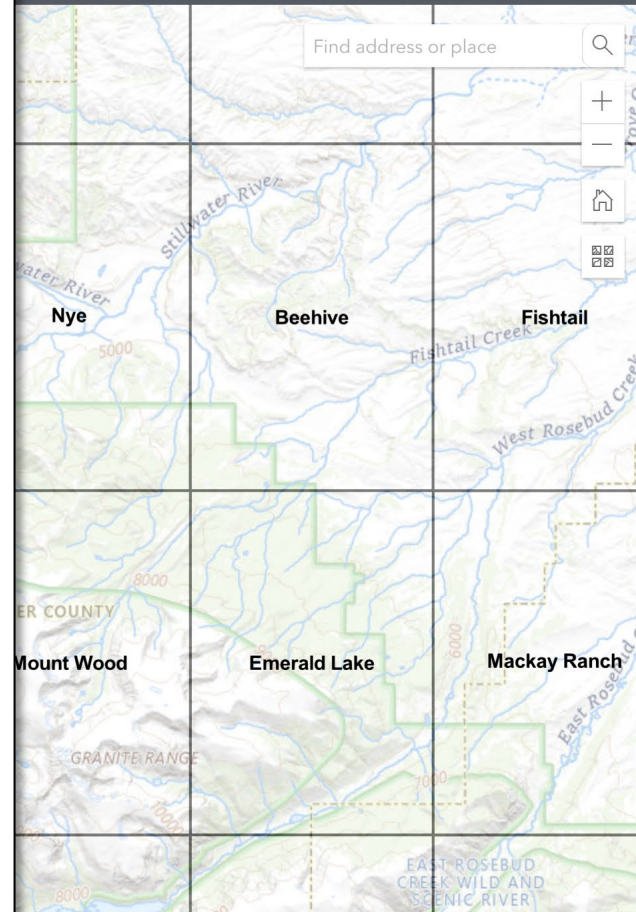 Find address or place
Stillwater River
water River
Nye
Beehive
Fishtail
5000
Fishtail Creek
West Rosebud Creek
8000
ER COUNTY
6000
Mount Wood
Emerald Lake
Mackay Ranch
East Rosebud
GRANITE RANGE
7000
10000
EAST ROSEBUD
CREEK WILD AND
SCENIC RIVER
8000